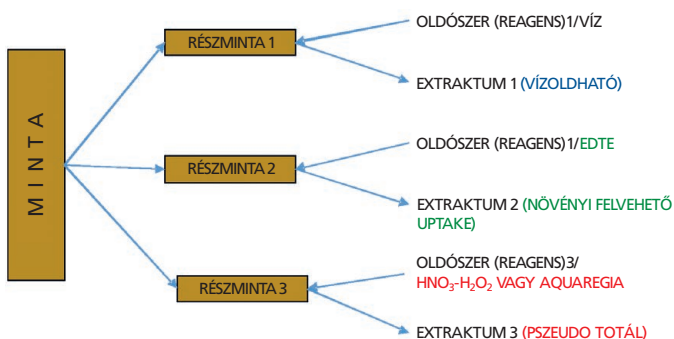 MINTA
RÉSZMINTA 1
OLDÓSZER (REAGENS)1/VÍZ
EXTRAKTUM 1 (VÍZOLDHATÓ)
RÉSZMINTA 2
OLDÓSZER (REAGENS)1/EDTE
EXTRAKTUM 2 (NÖVÉNYI FELVEHETŐ
UPTAKE)
RÉSZMINTA 3
OLDÓSZER (REAGENS)3/
HNO₃-H₂O₂ VAGY AQUAREGIA
EXTRAKTUM 3 (PSZEUDO TOTÁL)